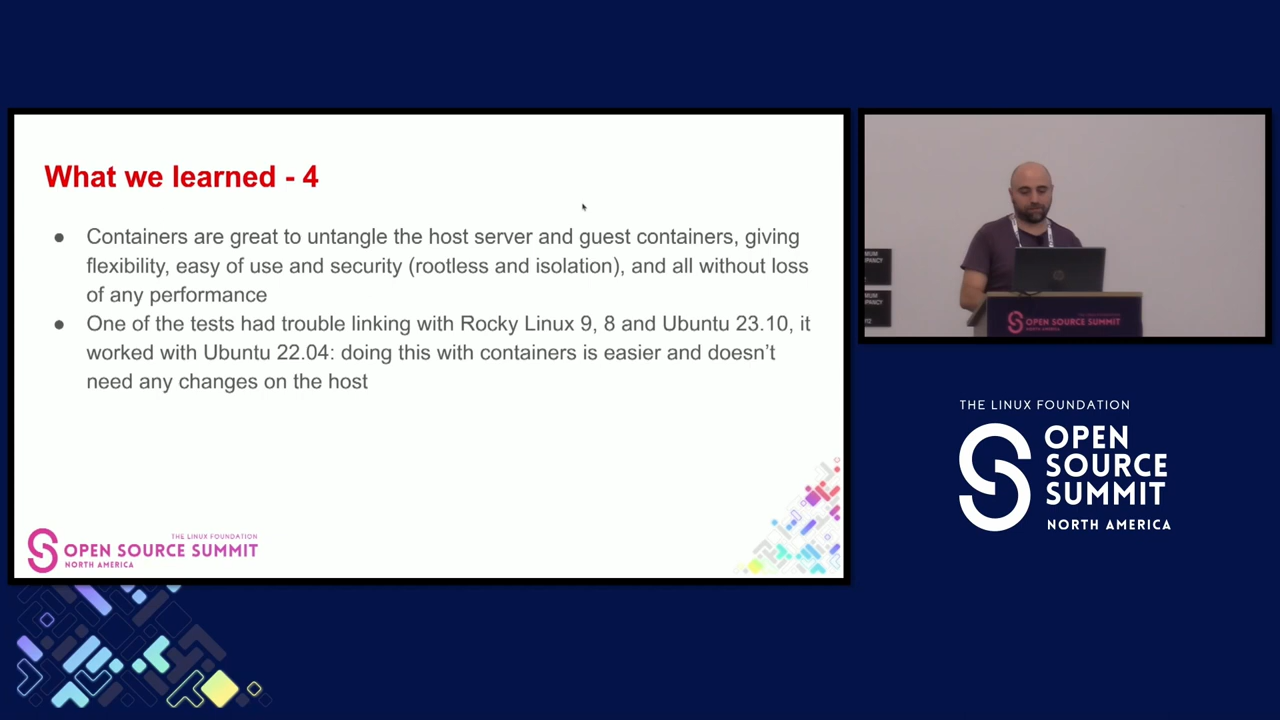 What we learned - 4
● Containers are great to untangle the host server and guest containers, giving
flexibility, easy of use and security (rootless and isolation), and all without loss
of any performance
● One of the tests had trouble linking with Rocky Linux 9, 8 and Ubuntu 23.10, it
worked with Ubuntu 22.04: doing this with containers is easier and doesn't
need any changes on the host
THE LINUX FOUNDATION
OPEN SOURCE SUMMIT
NORTH AMERICA
OPEN SOURCE SUMMIT
THE LINUX FOUNDATION
OPEN
SOURCE
SUMMIT
NORTH AMERICA